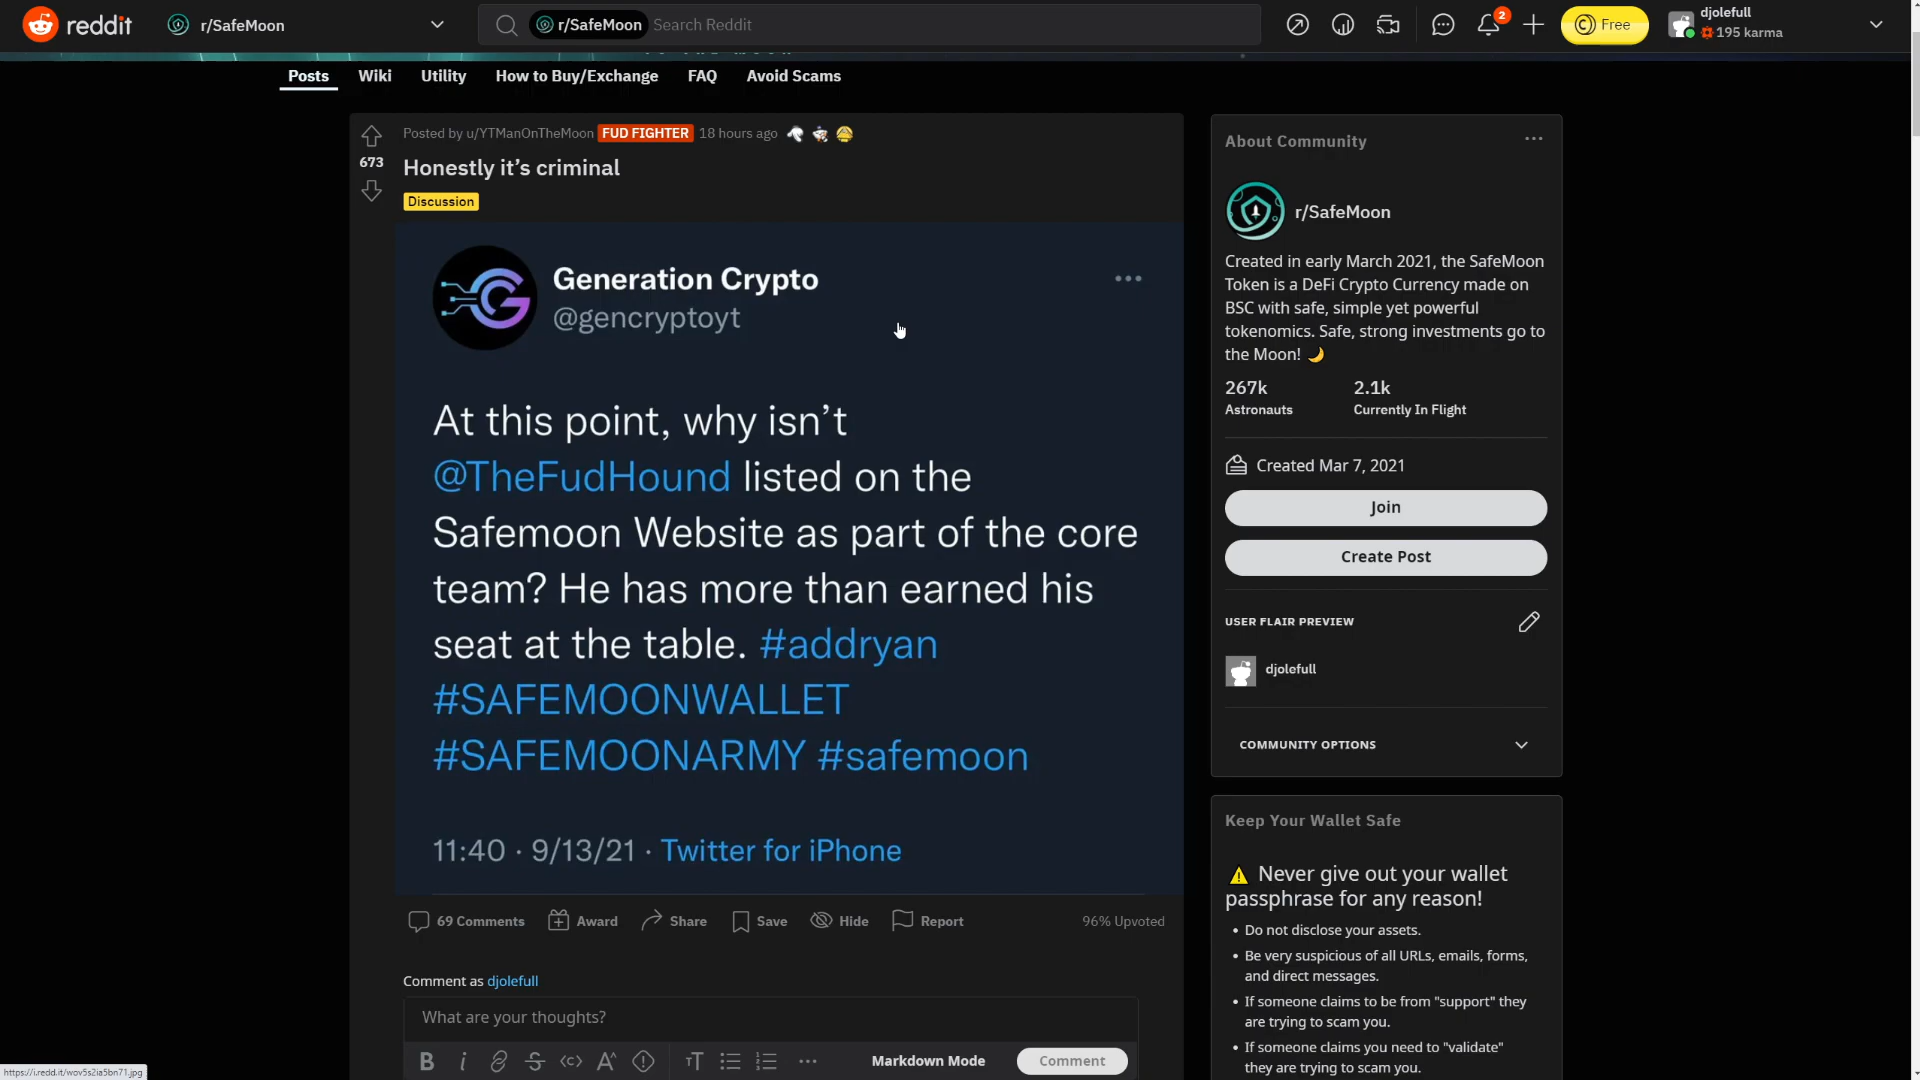 reddit
r/SafeMoon
r/SafeMoon
Search Reddit
2
Free
djolefull
195 karma
Posts
Wiki
Utility
How to Buy/Exchange
FAQ
Avoid Scams
Posted by u/YTManOnTheMoon FUD FIGHTER 18 hours ago
673
Honestly it's criminal
Discussion
Generation Crypto
@gencryptoyt
At this point, why isn't
@TheFudHound listed on the
Safemoon Website as part of the core
team? He has more than earned his
seat at the table. #addryan
#SAFEMOONWALLET
#SAFEMOONARMY #safemoon
11:40 · 9/13/21 · Twitter for iPhone
69 Comments
Award
Share
Save
Hide
Report
96% Upvoted
Comment as djolefull
What are your thoughts?
Markdown Mode
Comment
About Community
r/SafeMoon
Created in early March 2021, the SafeMoon
Token is a DeFi Crypto Currency made on
BSC with safe, simple yet powerful
tokenomics. Safe, strong investments go to
the Moon! 🌙
267k
2.1k
Astronauts
Currently In Flight
Created Mar 7, 2021
Join
Create Post
USER FLAIR PREVIEW
djolefull
COMMUNITY OPTIONS
Keep Your Wallet Safe
⚠ Never give out your wallet
passphrase for any reason!
• Do not disclose your assets.
• Be very suspicious of all URLs, emails, forms,
and direct messages.
• If someone claims to be from "support" they
are trying to scam you.
• If someone claims you need to "validate"
they are trying to scam you.
https://i.redd.it/wov5s2ia5bn71.jpg